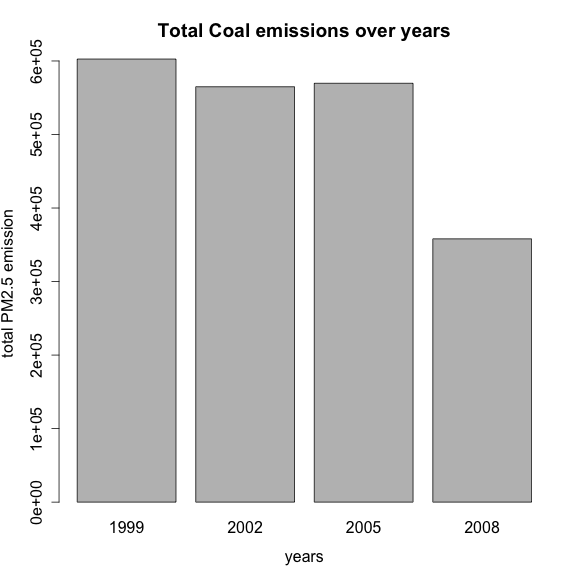 Total Coal emissions over years
total PM2.5 emission
6e+05
5e+05
4e+05
3e+05
2e+05
1e+05
0e+00
1999 2002 2005 2008
years